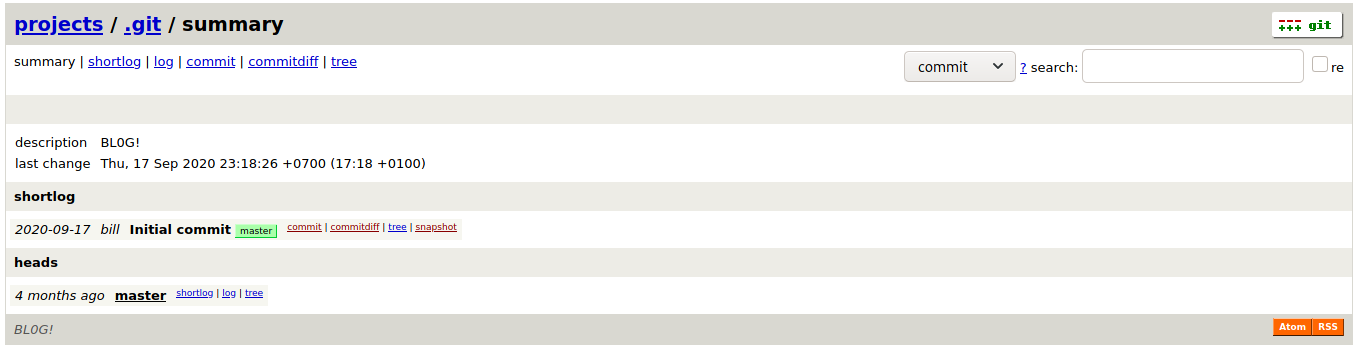 projects / .git / summary
git
summary | shortlog | log | commit | commitdiff | tree
commit ? search: re
description BL0G!
last change Thu, 17 Sep 2020 23:18:26 +0700 (17:18 +0100)
shortlog
2020-09-17 bill Initial commit master commit | commitdiff | tree | snapshot
heads
4 months ago master shortlog | log | tree
BL0G!
Atom RSS